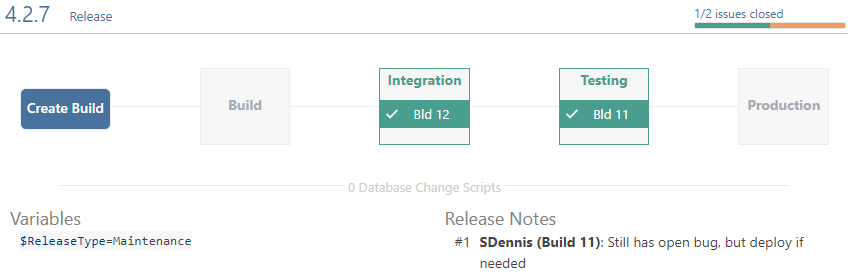 4.2.7 Release
1/2 issues closed
Create Build
Build
Integration
Bld 12
Testing
Bld 11
Production
0 Database Change Scripts
Variables
$ReleaseType=Maintenance
Release Notes
#1 SDennis (Build 11): Still has open bug, but deploy if
needed